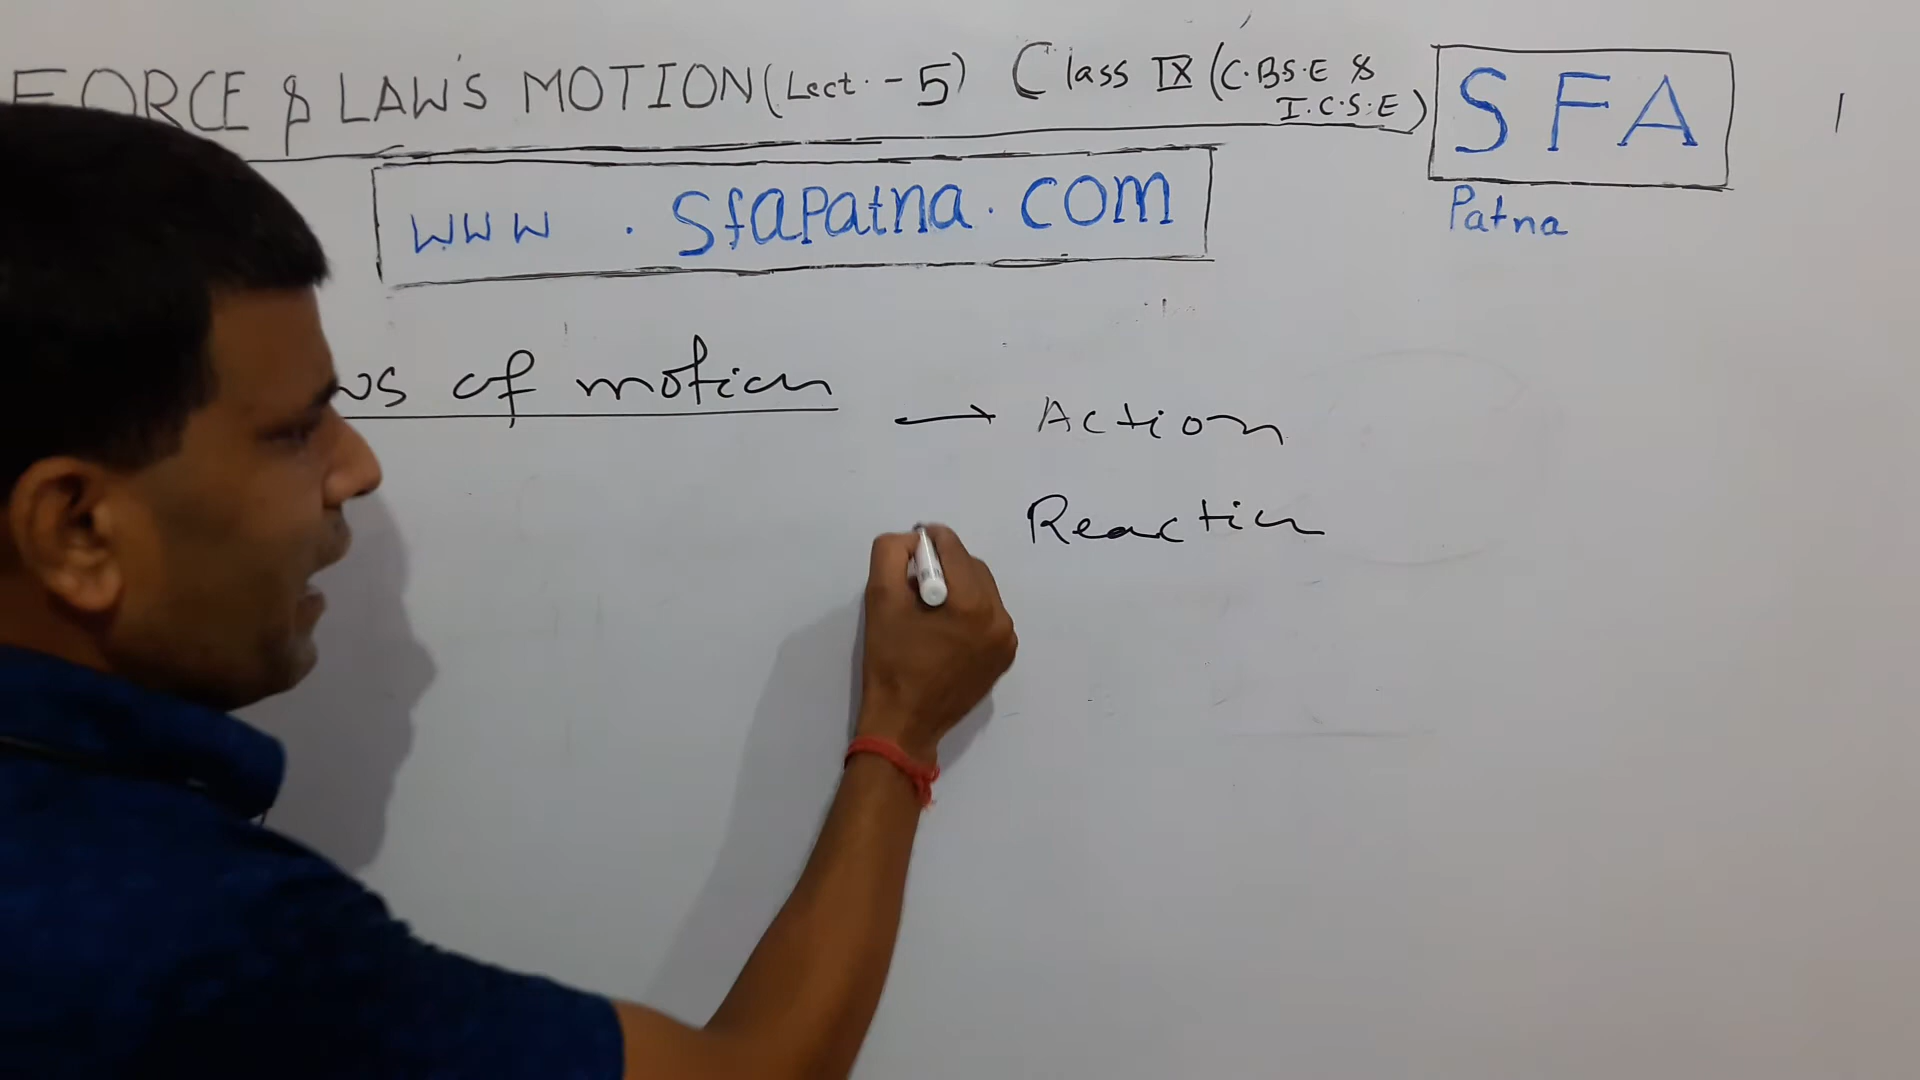 FORCE & LAW'S MOTION (Lect. - 5) Class IX (C.B.S.E &
I.C.S.E)
SFA
Patna
www.sfapatna.com
ws of motion
→ Action
Reaction